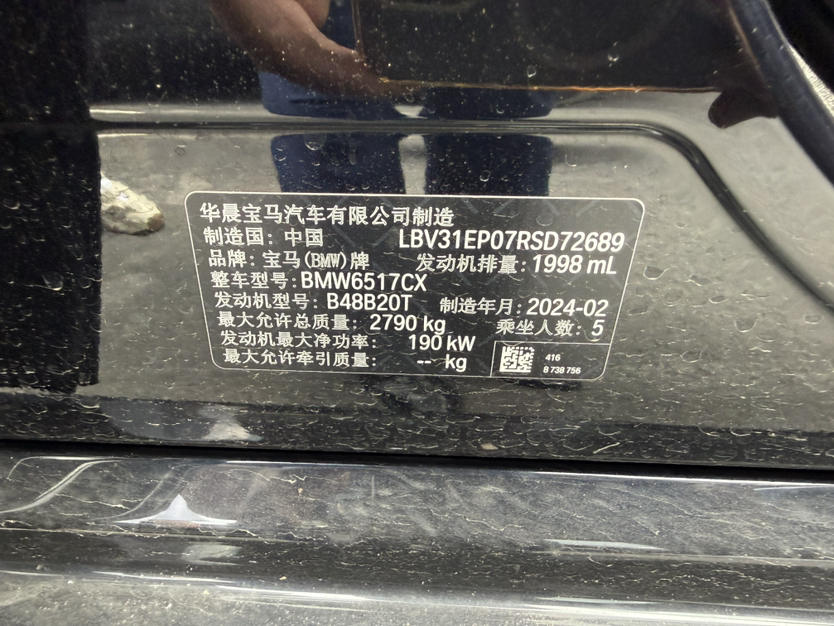 华晨宝马汽车有限公司制造
制造国：中国 LBV31EP07RSD72689
品牌：宝马(BMW)牌 发动机排量：1998 mL
整车型号：BMW6517CX
发动机型号：B48B20T 制造年月：2024-02
最大允许总质量：2790 kg 乘坐人数：5
发动机最大净功率：190 kW
最大允许牵引质量：-- kg
416
8 738 756